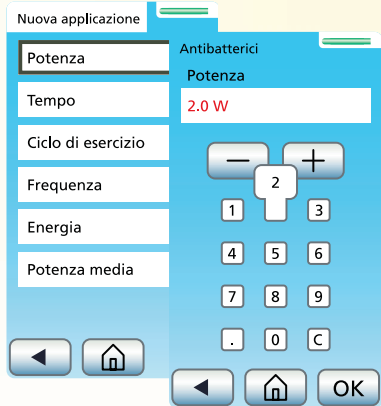 Nuova applicazione
Potenza
Tempo
Ciclo di esercizio
Frequenza
Energia
Potenza media
Antibatterici
Potenza
2.0 W
2
1 3
4 5 6
7 8 9
. 0 C
OK